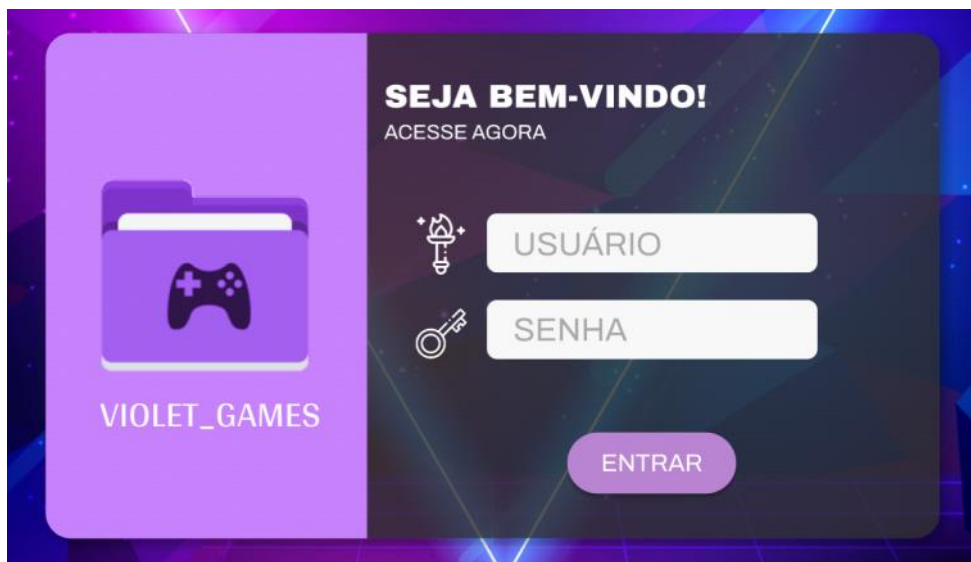 SEJA BEM-VINDO!
ACESSE AGORA
USUÁRIO
SENHA
VIOLET_GAMES
ENTRAR